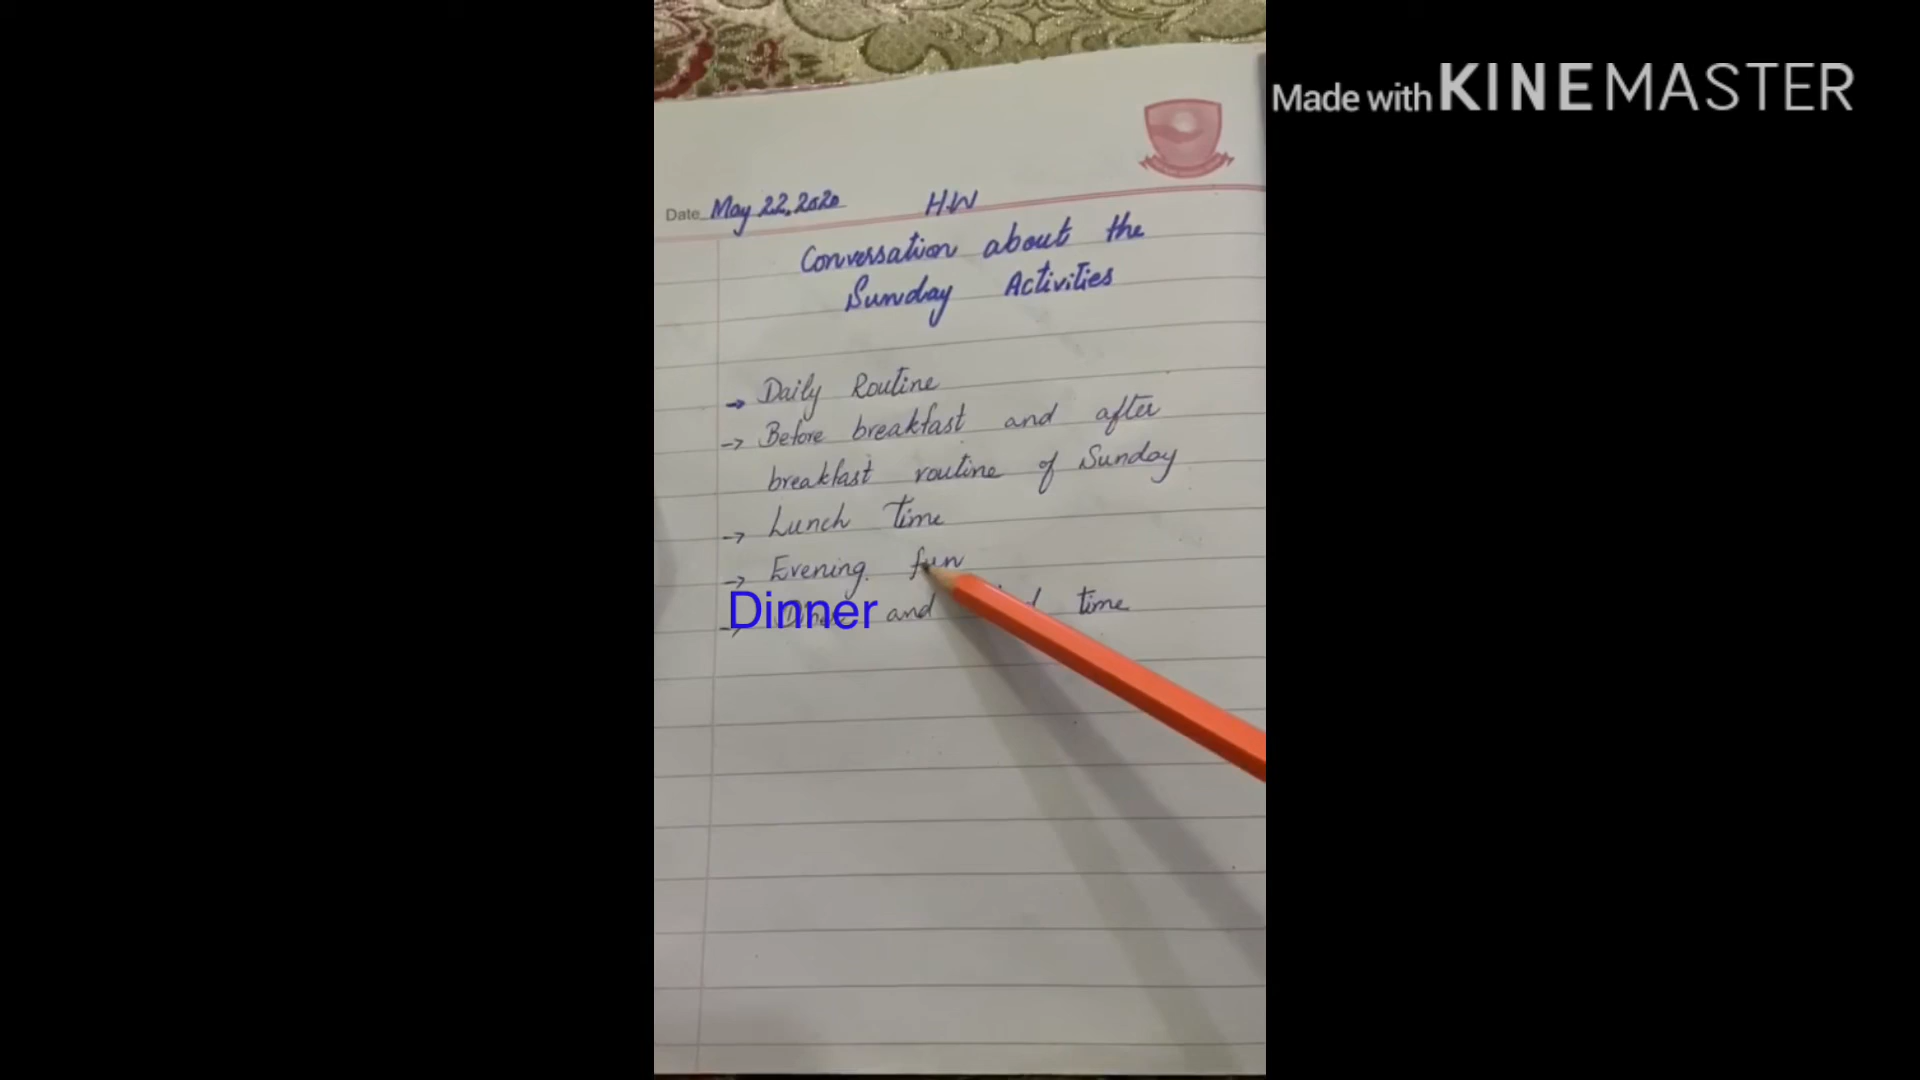 Made with KINEMASTER
Date May 22, 2020 HW
Conversation about the
Sunday Activities
→ Daily Routine
→ Before breakfast and after
breakfast routine of Sunday
→ Lunch Time
→ Evening fun
→ Dinner and time